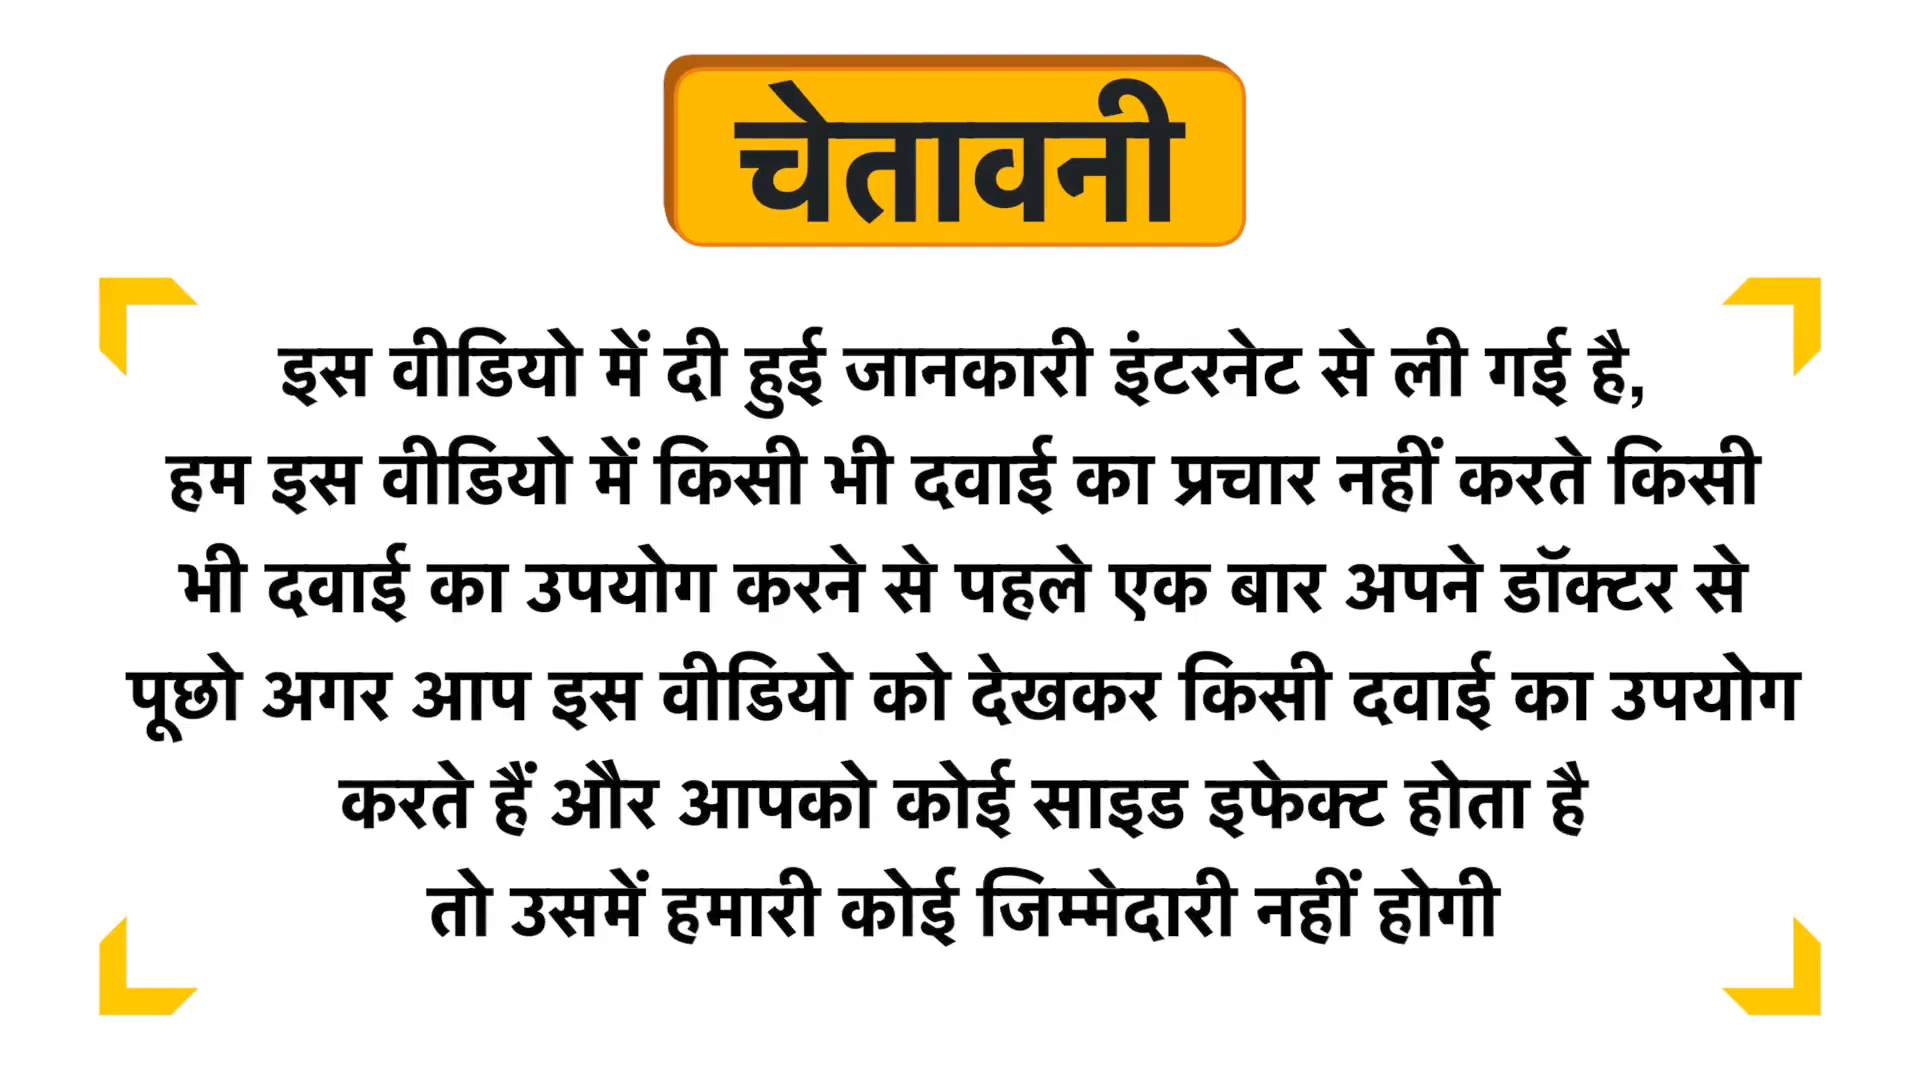 चेतावनी
इस वीडियो में दी हुई जानकारी इंटरनेट से ली गई है,
हम इस वीडियो में किसी भी दवाई का प्रचार नहीं करते किसी
भी दवाई का उपयोग करने से पहले एक बार अपने डॉक्टर से
पूछो अगर आप इस वीडियो को देखकर किसी दवाई का उपयोग
करते हैं और आपको कोई साइड इफेक्ट होता है
तो उसमें हमारी कोई जिम्मेदारी नहीं होगी